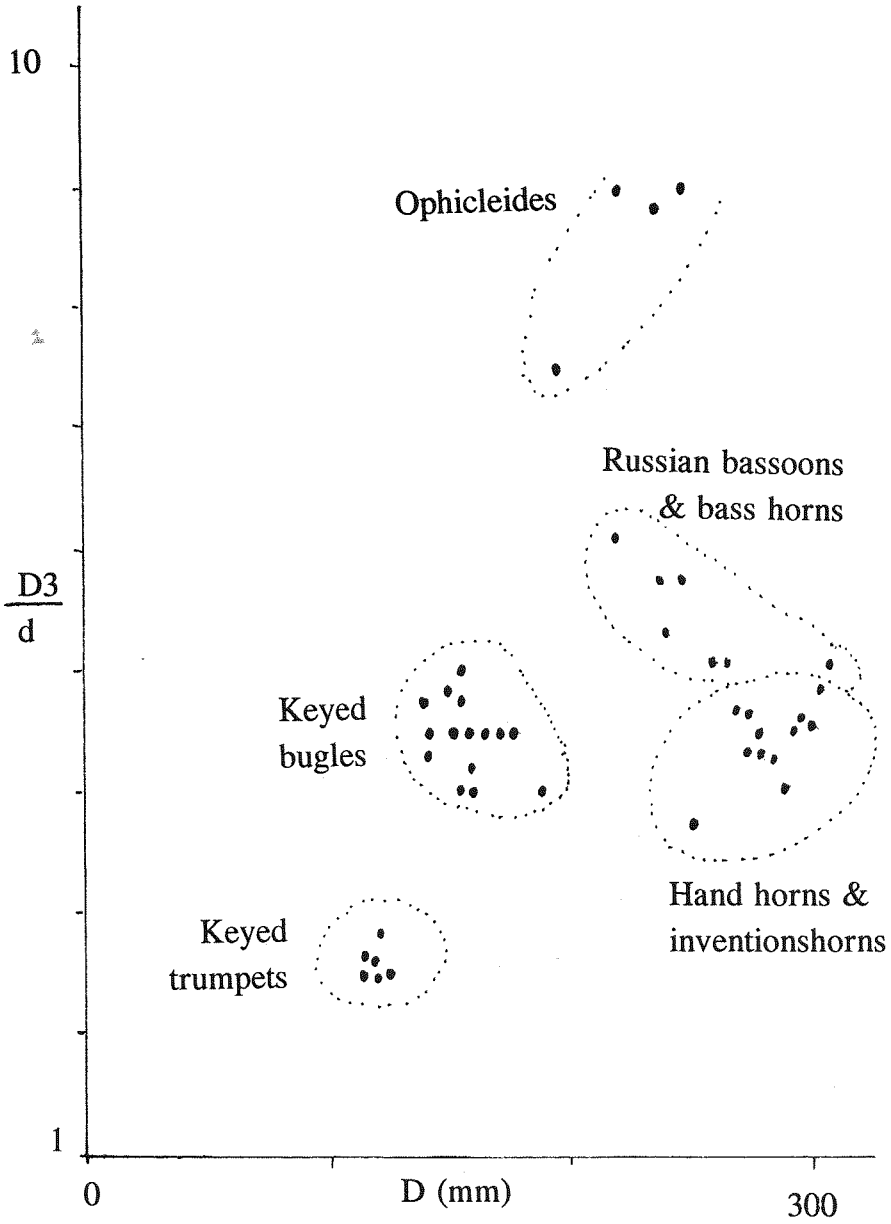 10
Ophicleides
Russian bassoons
& bass horns
D3
d
Keyed
bugles
Hand horns &
inventionshorns
Keyed
trumpets
1
0
D (mm)
300